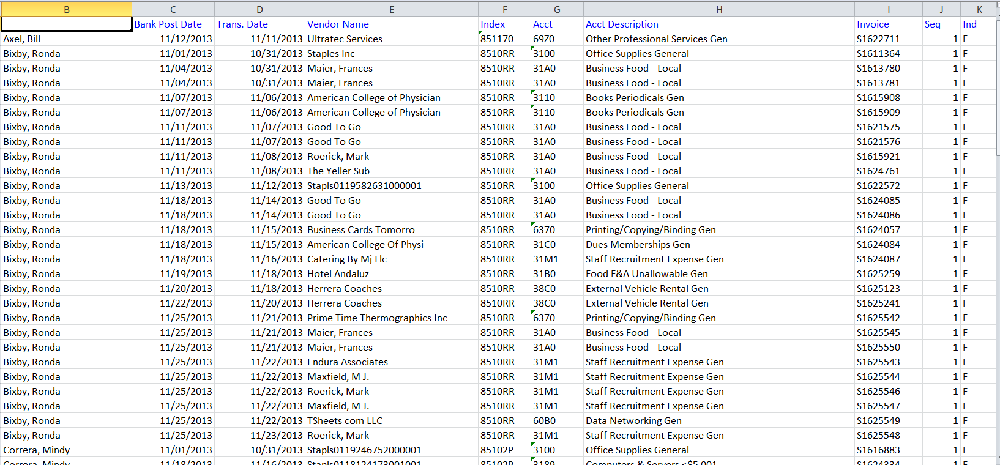 B C D E F G H I J K
Bank Post Date Trans. Date Vendor Name Index Acct Acct Description Invoice Seq Ind
Axel, Bill 11/12/2013 11/11/2013 Ultratec Services 851170 69Z0 Other Professional Services Gen S1622711 1 F
Bixby, Ronda 11/01/2013 10/31/2013 Staples Inc 8510RR 3100 Office Supplies General S1611364 1 F
Bixby, Ronda 11/04/2013 10/31/2013 Maier, Frances 8510RR 31A0 Business Food - Local S1613780 1 F
Bixby, Ronda 11/04/2013 10/31/2013 Maier, Frances 8510RR 31A0 Business Food - Local S1613781 1 F
Bixby, Ronda 11/07/2013 11/06/2013 American College of Physician 8510RR 3110 Books Periodicals Gen S1615908 1 F
Bixby, Ronda 11/07/2013 11/06/2013 American College of Physician 8510RR 3110 Books Periodicals Gen S1615909 1 F
Bixby, Ronda 11/11/2013 11/07/2013 Good To Go 8510RR 31A0 Business Food - Local S1621575 1 F
Bixby, Ronda 11/11/2013 11/07/2013 Good To Go 8510RR 31A0 Business Food - Local S1621576 1 F
Bixby, Ronda 11/11/2013 11/08/2013 Roerick, Mark 8510RR 31A0 Business Food - Local S1615921 1 F
Bixby, Ronda 11/11/2013 11/08/2013 The Yeller Sub 8510RR 31A0 Business Food - Local S1624761 1 F
Bixby, Ronda 11/13/2013 11/12/2013 Stapls0119582631000001 8510RR 3100 Office Supplies General S1622572 1 F
Bixby, Ronda 11/18/2013 11/14/2013 Good To Go 8510RR 31A0 Business Food - Local S1624085 1 F
Bixby, Ronda 11/18/2013 11/14/2013 Good To Go 8510RR 31A0 Business Food - Local S1624086 1 F
Bixby, Ronda 11/18/2013 11/15/2013 Business Cards Tomorro 8510RR 6370 Printing/Copying/Binding Gen S1624057 1 F
Bixby, Ronda 11/18/2013 11/15/2013 American College Of Physi 8510RR 31C0 Dues Memberships Gen S1624084 1 F
Bixby, Ronda 11/18/2013 11/16/2013 Catering By Mj Llc 8510RR 31M1 Staff Recruitment Expense Gen S1624087 1 F
Bixby, Ronda 11/19/2013 11/18/2013 Hotel Andaluz 8510RR 31B0 Food F&A Unallowable Gen S1625259 1 F
Bixby, Ronda 11/20/2013 11/18/2013 Herrera Coaches 8510RR 38C0 External Vehicle Rental Gen S1625123 1 F
Bixby, Ronda 11/22/2013 11/20/2013 Herrera Coaches 8510RR 38C0 External Vehicle Rental Gen S1625241 1 F
Bixby, Ronda 11/25/2013 11/21/2013 Prime Time Thermographics Inc 8510RR 6370 Printing/Copying/Binding Gen S1625542 1 F
Bixby, Ronda 11/25/2013 11/21/2013 Maier, Frances 8510RR 31A0 Business Food - Local S1625545 1 F
Bixby, Ronda 11/25/2013 11/21/2013 Maier, Frances 8510RR 31A0 Business Food - Local S1625550 1 F
Bixby, Ronda 11/25/2013 11/22/2013 Endura Associates 8510RR 31M1 Staff Recruitment Expense Gen S1625543 1 F
Bixby, Ronda 11/25/2013 11/22/2013 Maxfield, M J. 8510RR 31M1 Staff Recruitment Expense Gen S1625544 1 F
Bixby, Ronda 11/25/2013 11/22/2013 Roerick, Mark 8510RR 31M1 Staff Recruitment Expense Gen S1625546 1 F
Bixby, Ronda 11/25/2013 11/22/2013 Maxfield, M J. 8510RR 31M1 Staff Recruitment Expense Gen S1625547 1 F
Bixby, Ronda 11/25/2013 11/22/2013 TSheets com LLC 8510RR 60B0 Data Networking Gen S1625549 1 F
Bixby, Ronda 11/25/2013 11/23/2013 Roerick, Mark 8510RR 31M1 Staff Recruitment Expense Gen S1625548 1 F
Correra, Mindy 11/01/2013 10/31/2013 Stapls0119246752000001 85102P 3100 Office Supplies General S1616883 1 F
Correra, Mindy 11/18/2013 11/16/2013 Stapls0118124173001001 85102P 3189 Computers & Servers <$5,001 S1624334 1 F